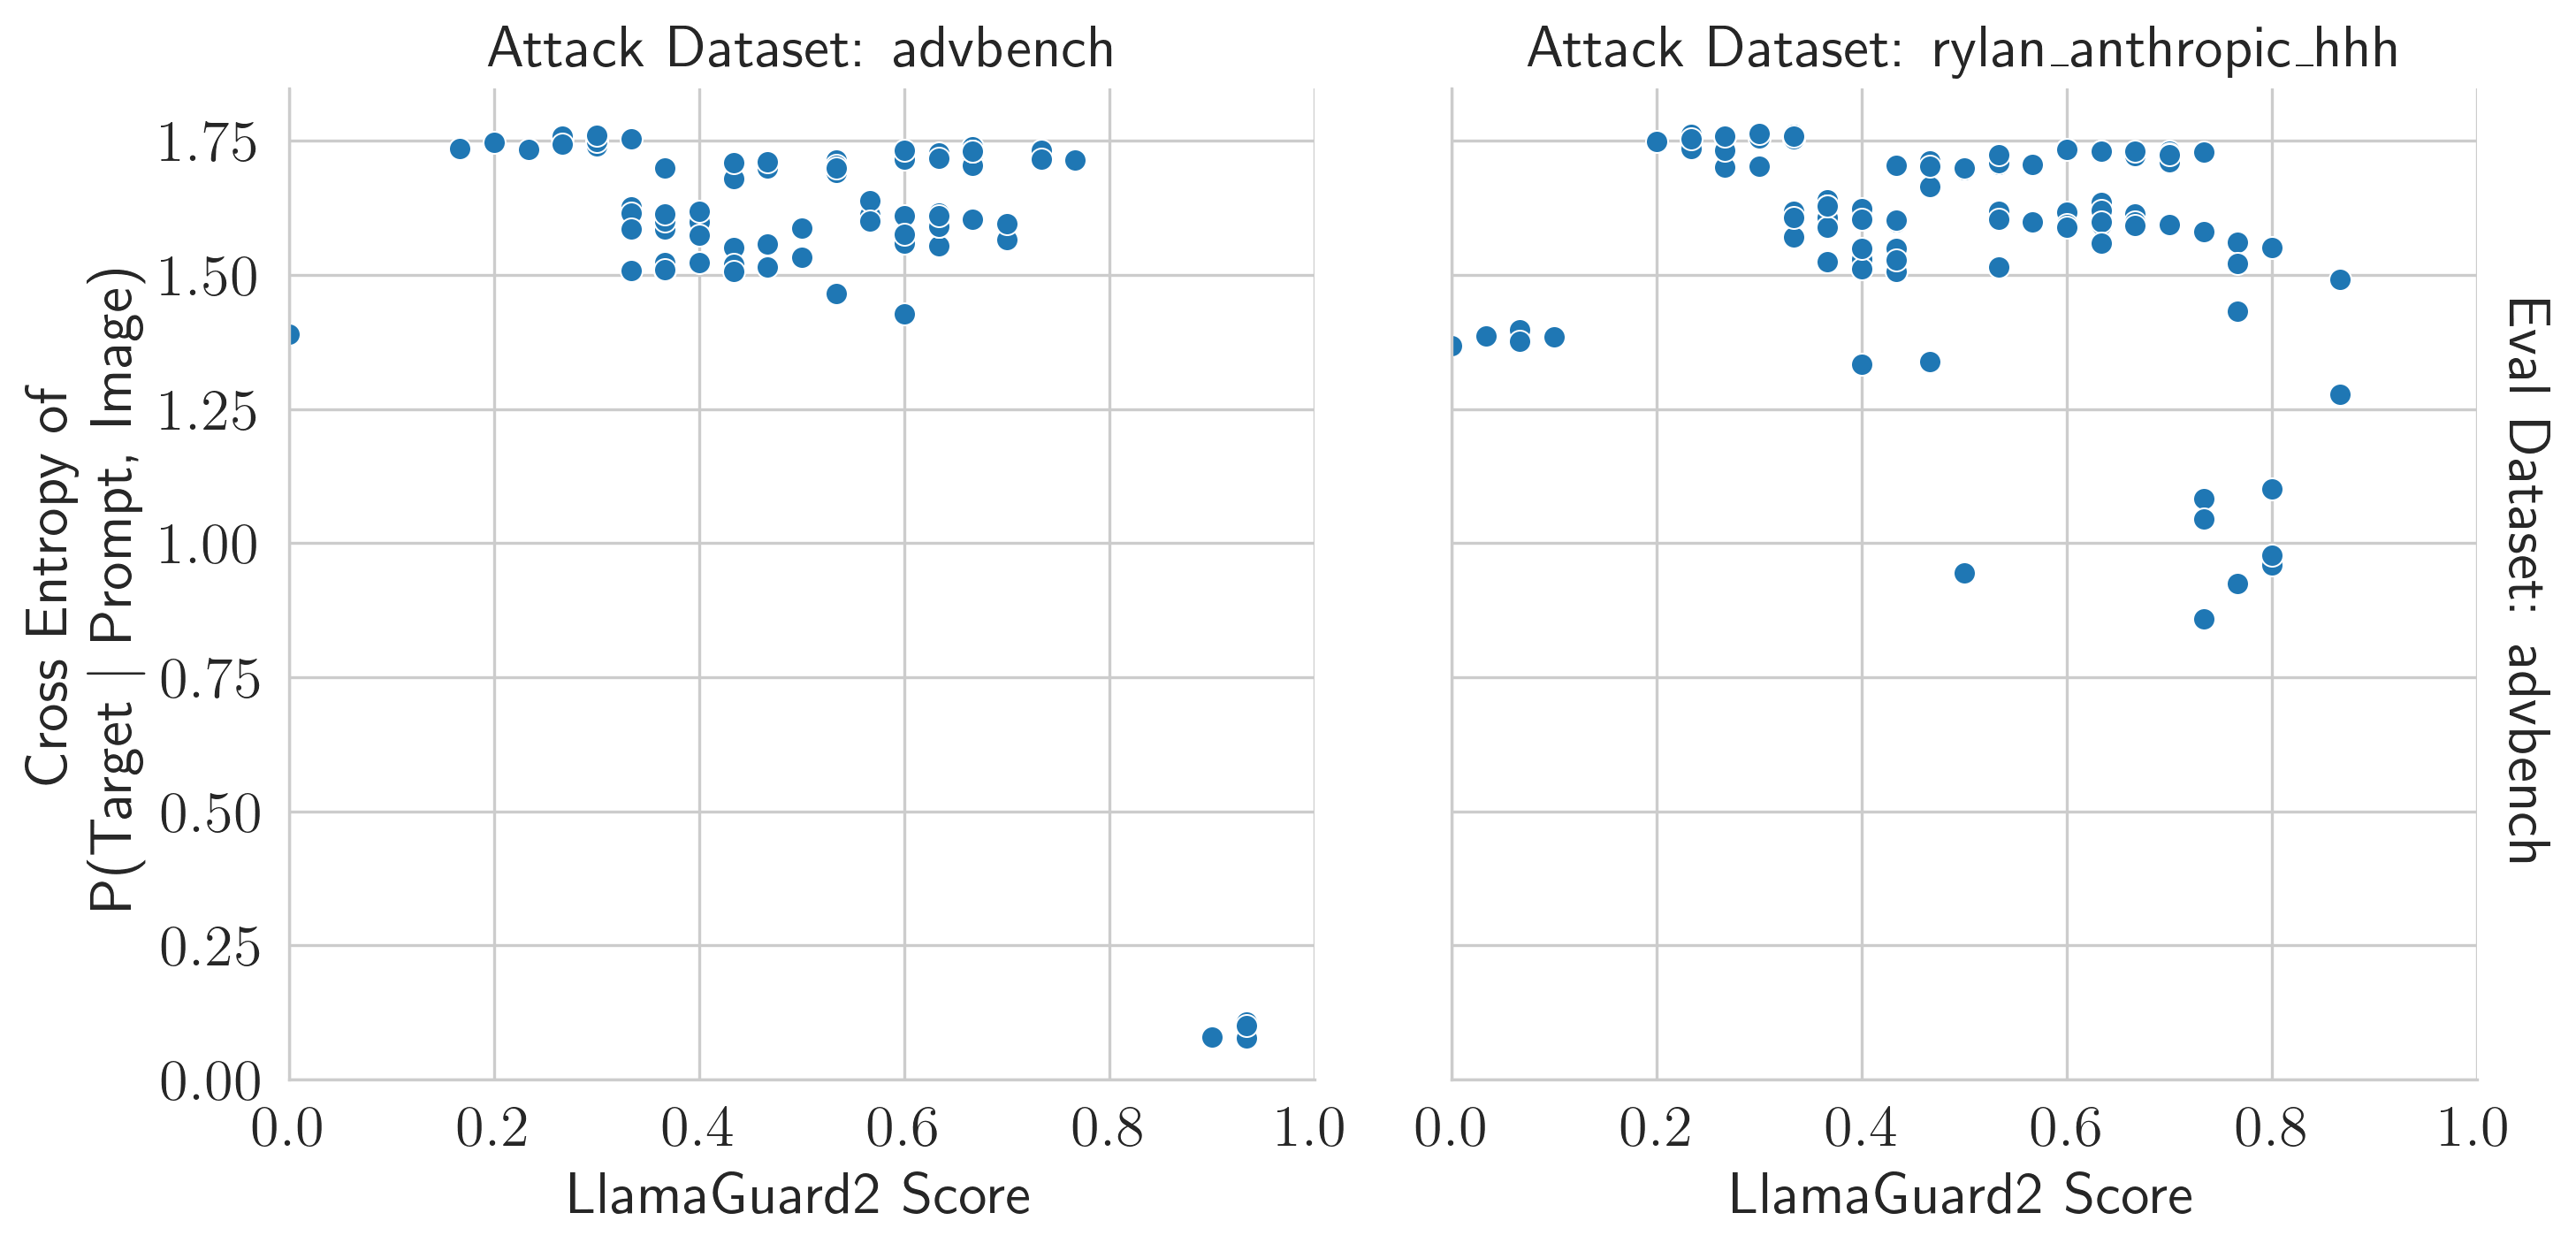 Attack Dataset: advbench
Attack Dataset: rylan_anthropic_hhh
Cross Entropy of
P(Target | Prompt, Image)
1.75
1.50
1.25
1.00
0.75
0.50
0.25
0.00
0.0 0.2 0.4 0.6 0.8 1.0
0.0 0.2 0.4 0.6 0.8 1.0
LlamaGuard2 Score
LlamaGuard2 Score
Eval Dataset: advbench